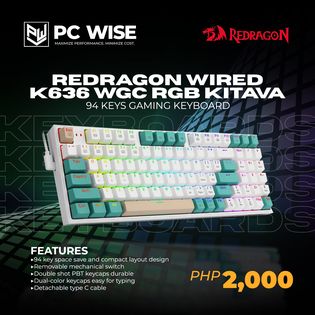 PC WISE
MAXIMIZE PERFORMANCE, MINIMIZE COST.
REDRAGON
REDRAGON WIRED
K636 WGC RGB KITAVA
94 KEYS GAMING KEYBOARD
KEYBOARDS
FEATURES
•94 key space save and compact layout design
•Removable mechanical switch
•Double shot PBT keycaps durable
•Dual-color keycaps easy for typing
•Detachable type C cable
PHP 2,000